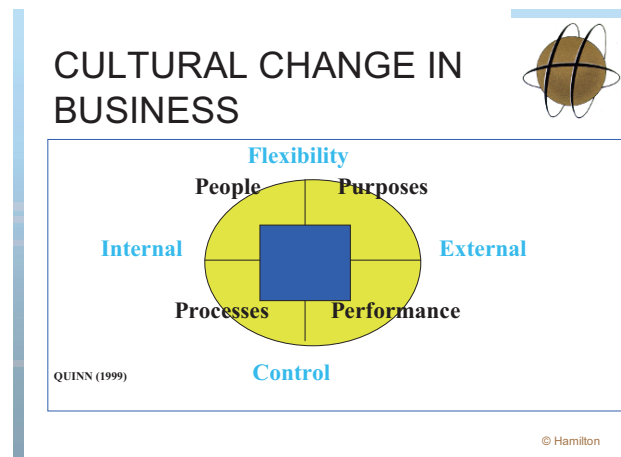 CULTURAL CHANGE IN
BUSINESS
Flexibility
People Purposes
Internal External
Processes Performance
QUINN (1999) Control
© Hamilton